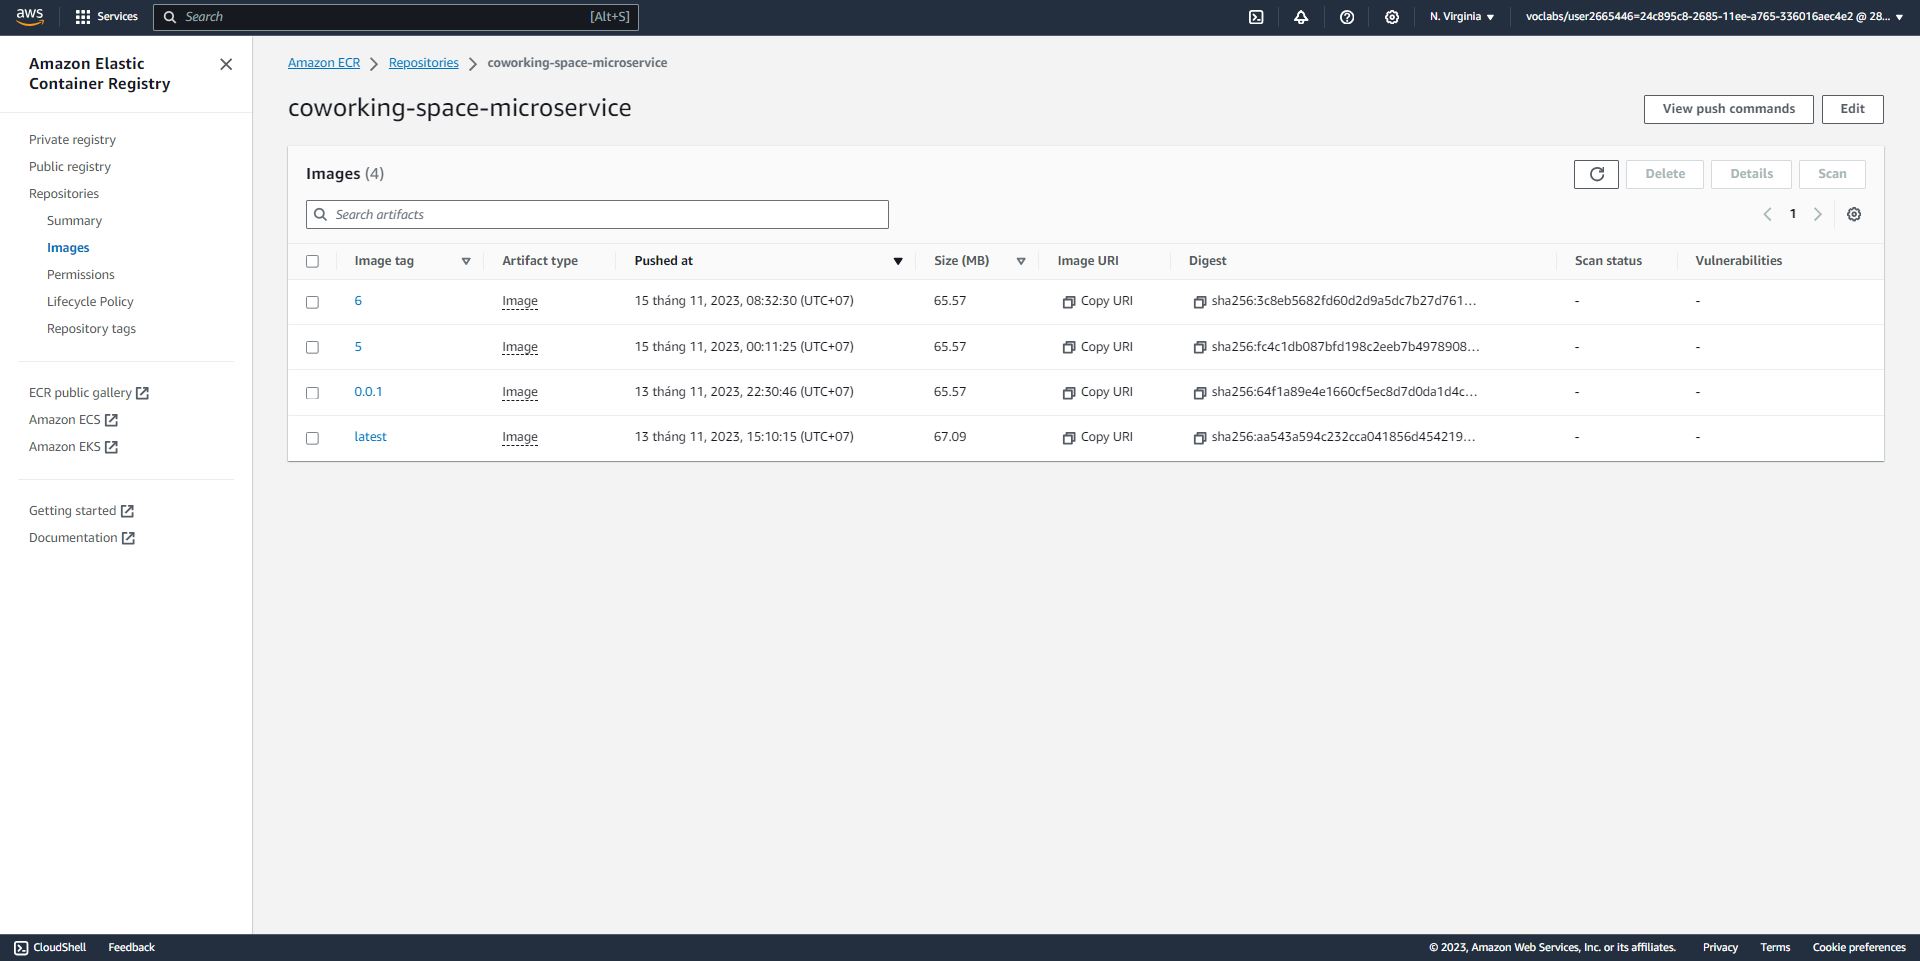 aws Services Search [Alt+S] N. Virginia voclabs/user2665446=24c895c8-2685-11ee-a765-336016aec4e2 @ 28...
Amazon Elastic
Container Registry
Private registry
Public registry
Repositories
Summary
Images
Permissions
Lifecycle Policy
Repository tags
ECR public gallery
Amazon ECS
Amazon EKS
Getting started
Documentation
Amazon ECR Repositories coworking-space-microservice
coworking-space-microservice
View push commands Edit
Images (4)
Delete Details Scan
Search artifacts
1
Image tag Artifact type Pushed at Size (MB) Image URI Digest Scan status Vulnerabilities
6 Image 15 tháng 11, 2023, 08:32:30 (UTC+07) 65.57 Copy URI sha256:3c8eb5682fd60d2d9a5dc7b27d761... - -
5 Image 15 tháng 11, 2023, 00:11:25 (UTC+07) 65.57 Copy URI sha256:fc4c1db087bfd198c2eeb7b4978908... - -
0.0.1 Image 13 tháng 11, 2023, 22:30:46 (UTC+07) 65.57 Copy URI sha256:64f1a89e4e1660cf5ec8d7d0da1d4c... - -
latest Image 13 tháng 11, 2023, 15:10:15 (UTC+07) 67.09 Copy URI sha256:aa543a594c232cca041856d454219... - -
CloudShell Feedback © 2023, Amazon Web Services, Inc. or its affiliates. Privacy Terms Cookie preferences